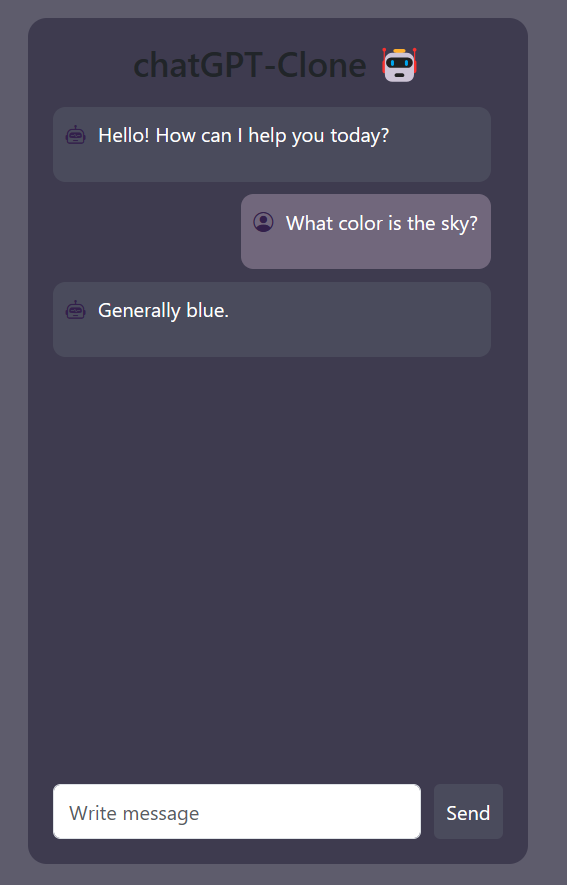 chatGPT-Clone 🤖
Hello! How can I help you today?
What color is the sky?
Generally blue.
Write message
Send